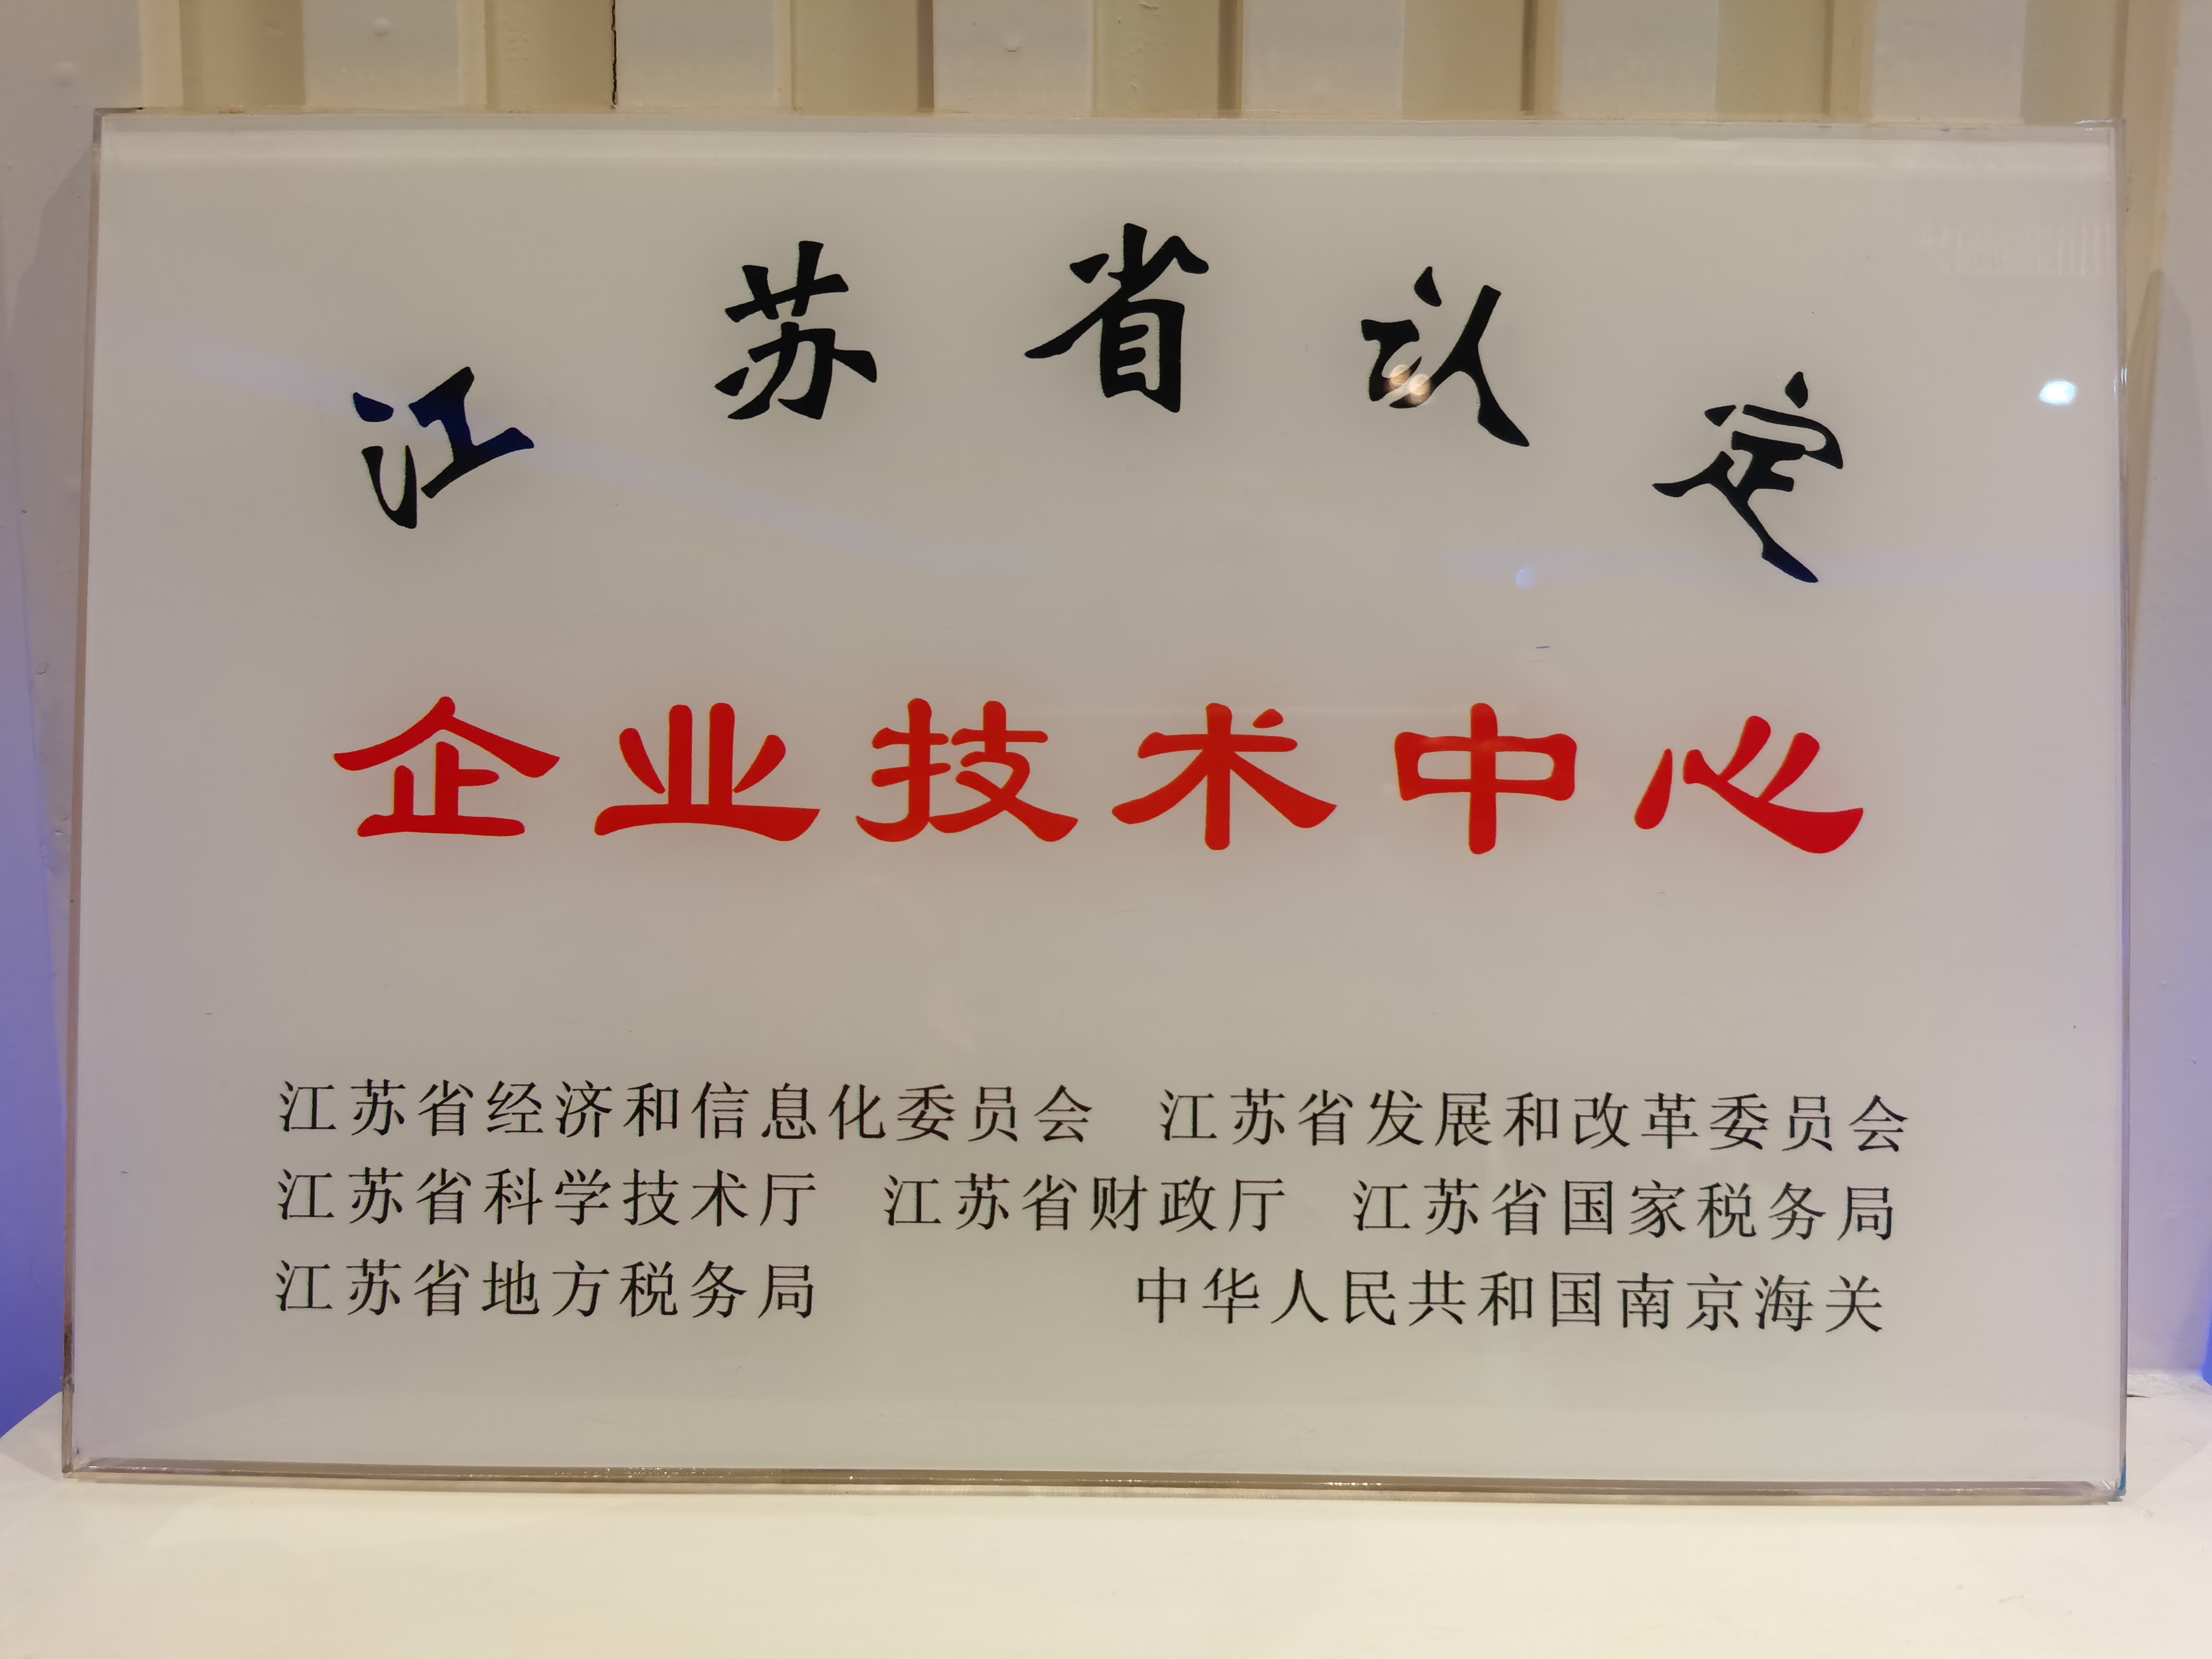 江苏省认定
企业技术中心
江苏省经济和信息化委员会 江苏省发展和改革委员会
江苏省科学技术厅 江苏省财政厅 江苏省国家税务局
江苏省地方税务局 中华人民共和国南京海关